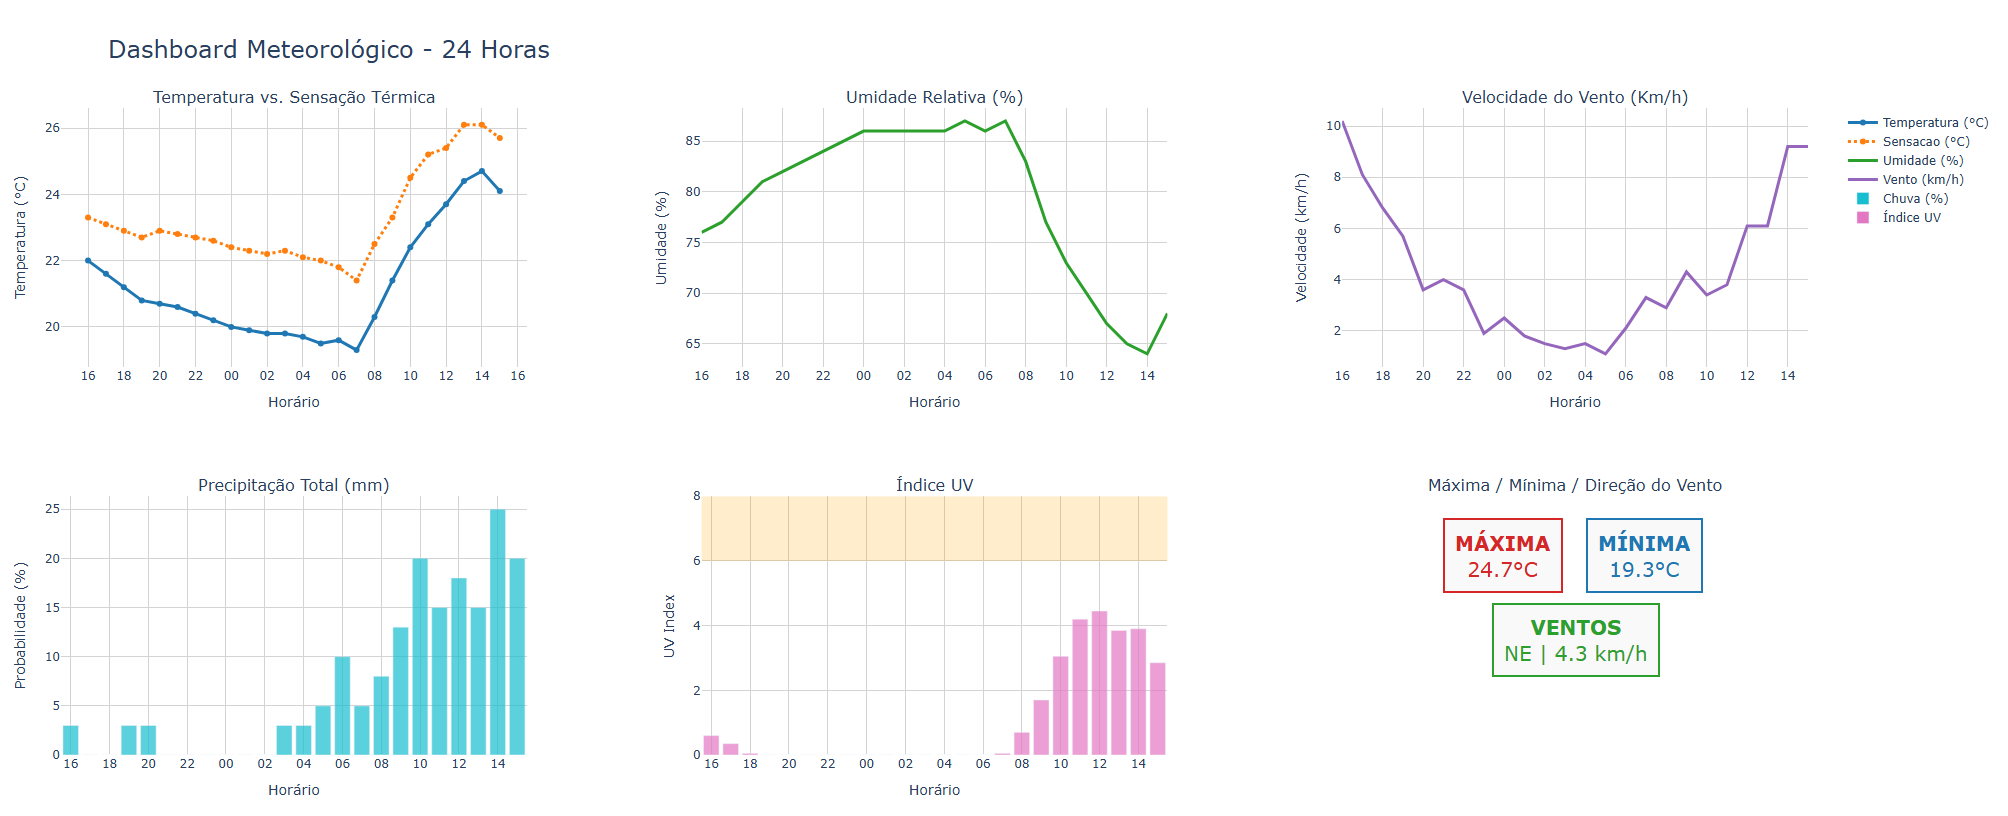 Dashboard Meteorológico - 24 Horas
Temperatura vs. Sensação Térmica
26
24
22
20
Temperatura (°C)
16 18 20 22 00 02 04 06 08 10 12 14 16
Horário
Umidade Relativa (%)
85
80
75
70
65
Umidade (%)
16 18 20 22 00 02 04 06 08 10 12 14
Horário
Velocidade do Vento (Km/h)
10
8
6
4
2
Velocidade (km/h)
16 18 20 22 00 02 04 06 08 10 12 14
Horário
Temperatura (°C)
Sensacao (°C)
Umidade (%)
Vento (km/h)
Chuva (%)
Índice UV
Precipitação Total (mm)
25
20
15
10
5
0
Probabilidade (%)
16 18 20 22 00 02 04 06 08 10 12 14
Horário
Índice UV
8
6
4
2
0
UV Index
16 18 20 22 00 02 04 06 08 10 12 14
Horário
Máxima / Mínima / Direção do Vento
MÁXIMA
24.7°C
MÍNIMA
19.3°C
VENTOS
NE | 4.3 km/h